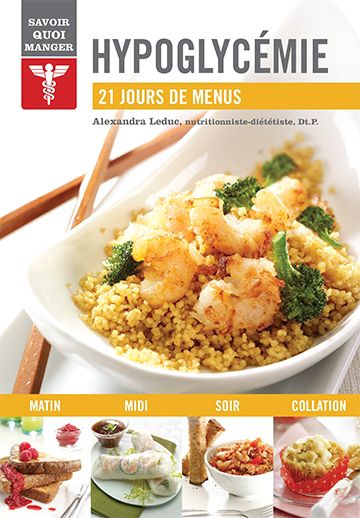 SAVOIR
QUOI
MANGER
HYPOGLYCÉMIE
21 JOURS DE MENUS
Alexandra Leduc, nutritionniste-diététiste, Dt.P.
MATIN MIDI SOIR COLLATION